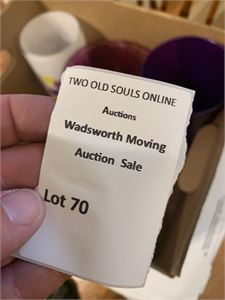 TWO OLD SOULS ONLINE
Auctions
Wadsworth Moving
Auction Sale
Lot 70